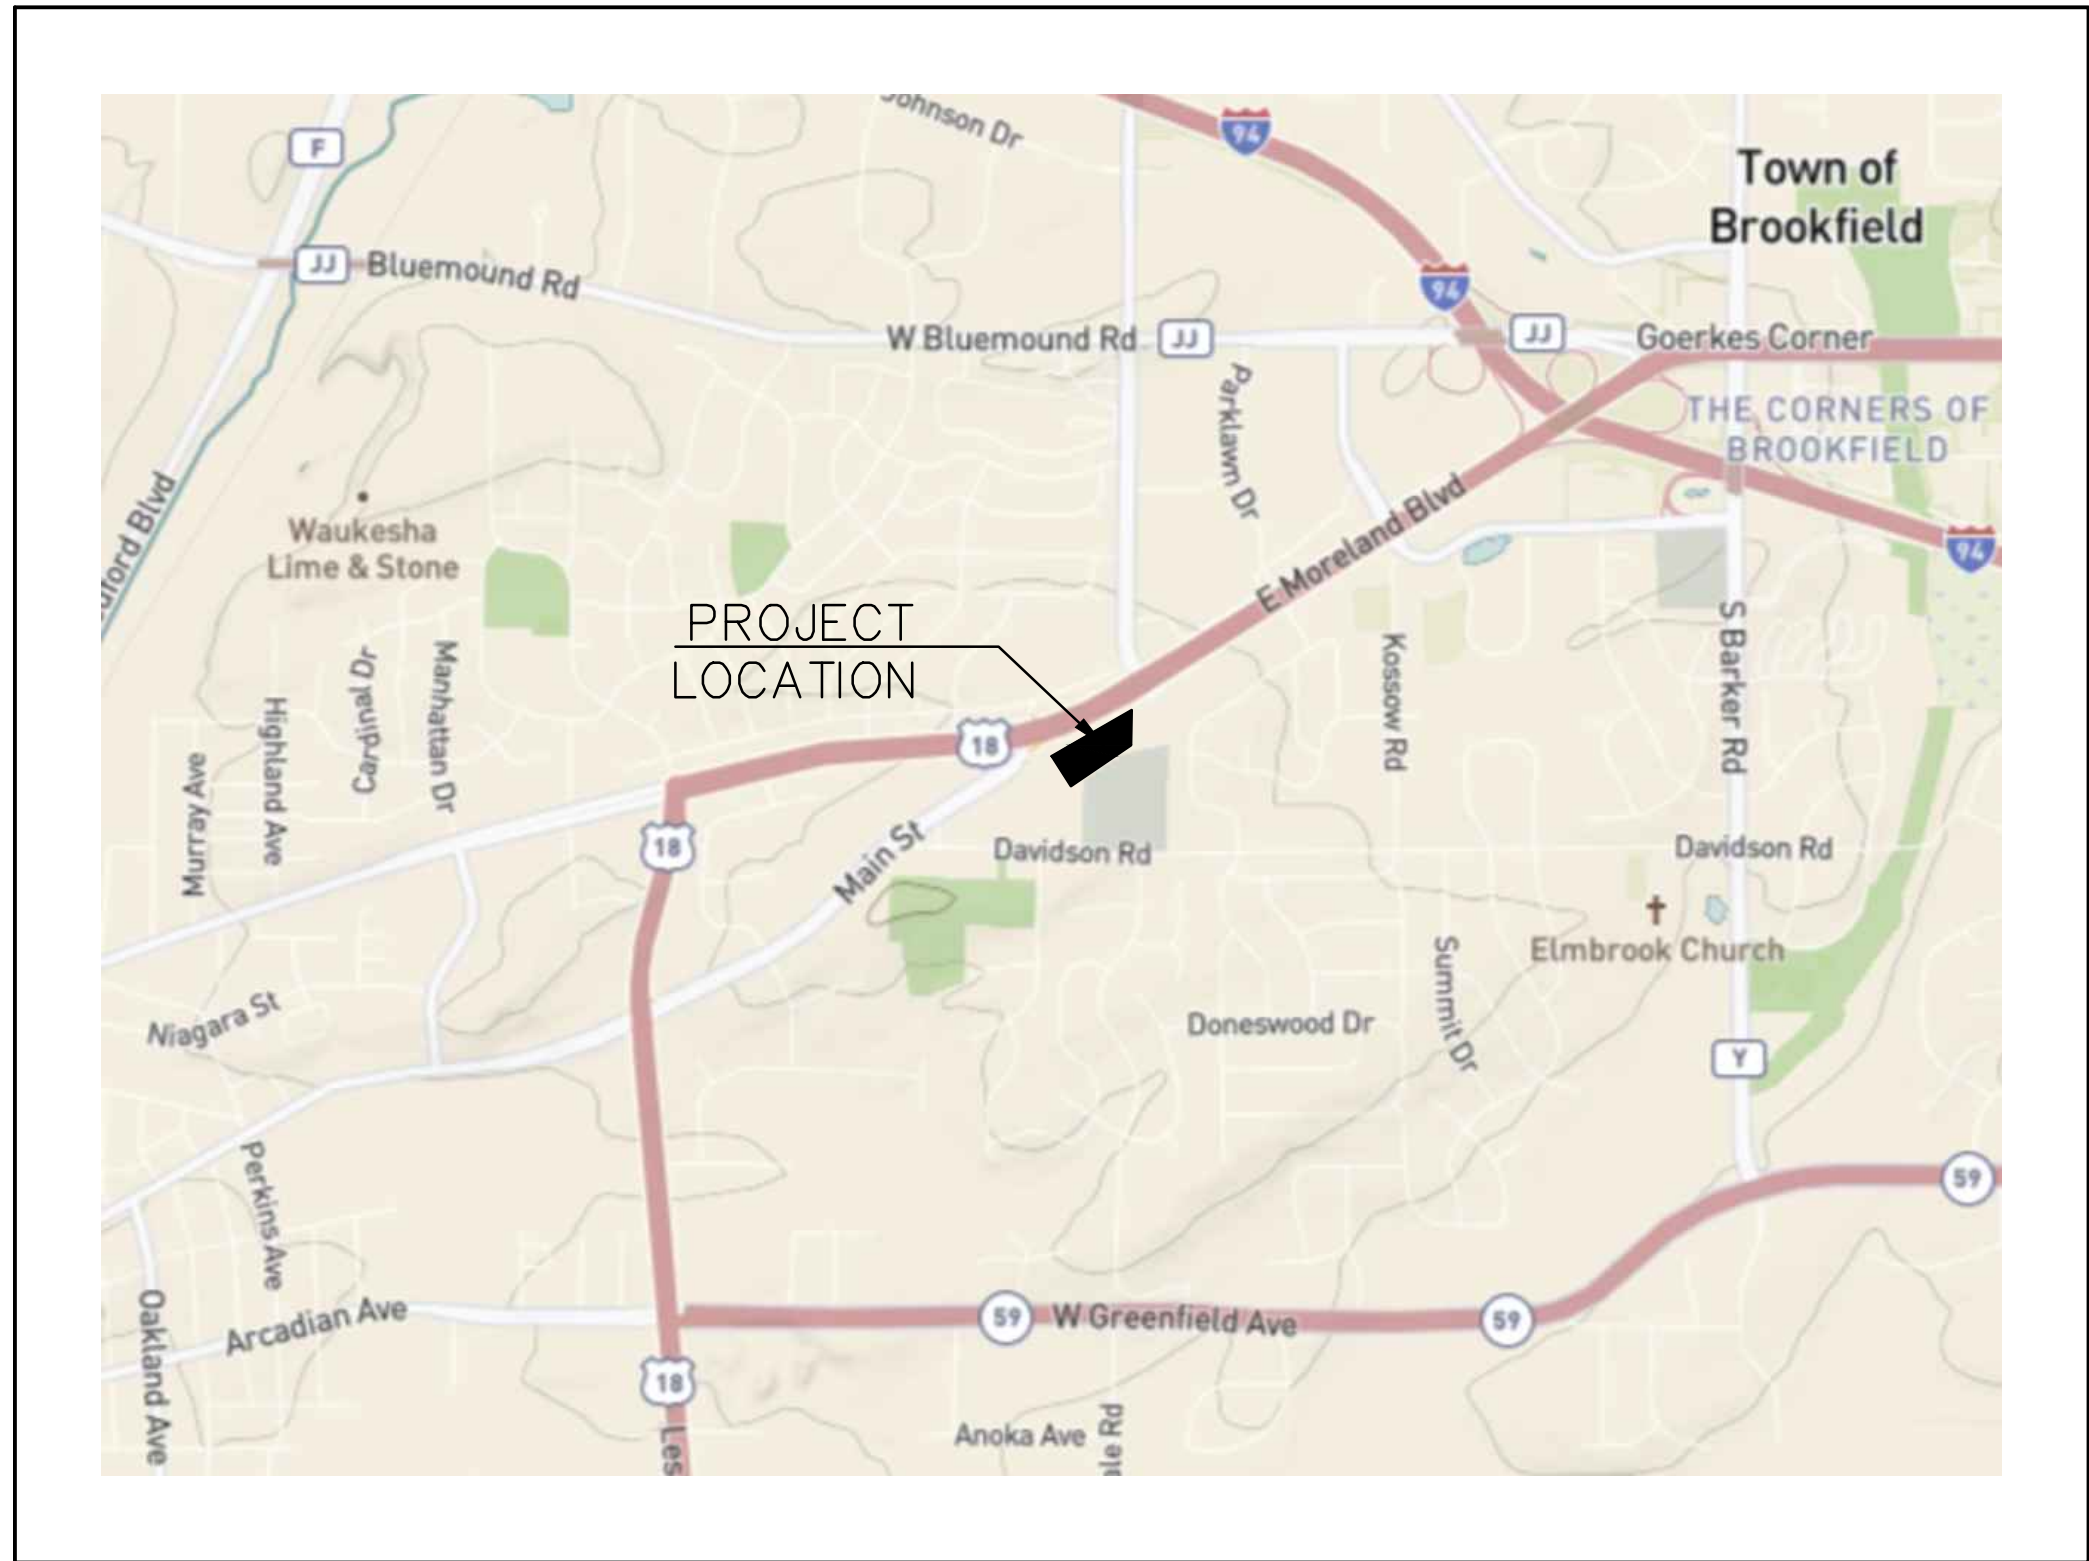 Johnson Dr
94
F
Town of
Brookfield
JJ
Bluemound Rd
94
W Bluemound Rd
JJ
JJ
Goerkes Corner
Parklawn Dr
THE CORNERS OF
BROOKFIELD
Waukesha
Lime & Stone
E Moreland Blvd
94
PROJECT
LOCATION
S Barker Rd
Kossow Rd
Manhattan Dr
Cardinal Dr
Highland Ave
Murray Ave
18
18
Main St
Davidson Rd
Davidson Rd
Elmbrook Church
Summit Dr
Niagara St
Doneswood Dr
Y
Perkins Ave
59
Oakland Ave
Arcadian Ave
59
W Greenfield Ave
59
18
Les
Anoka Ave
ale Rd